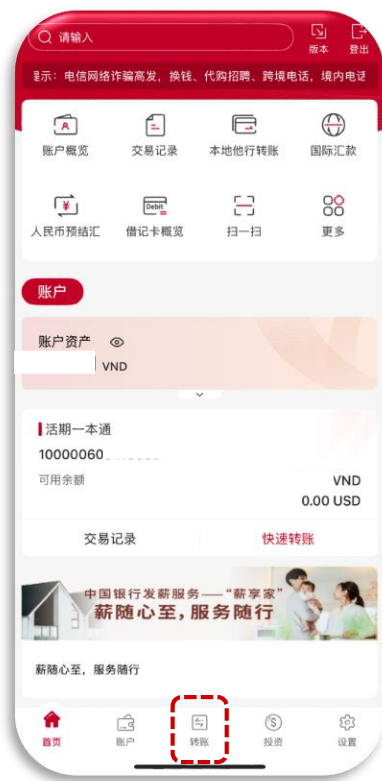 请输入
版本 登出
提示：电信网络诈骗高发，换钱、代购招聘、跨境电话，境内电话
账户概览 交易记录 本地他行转账 国际汇款
Debit
人民币预结汇 借记卡概览 扫一扫 更多
账户
账户资产
VND
活期一本通
10000060
可用余额 VND
0.00 USD
交易记录 快速转账
中国银行发薪服务——“薪享家”
薪随心至，服务随行
薪随心至，服务随行
首页 账户 转账 投资 设置